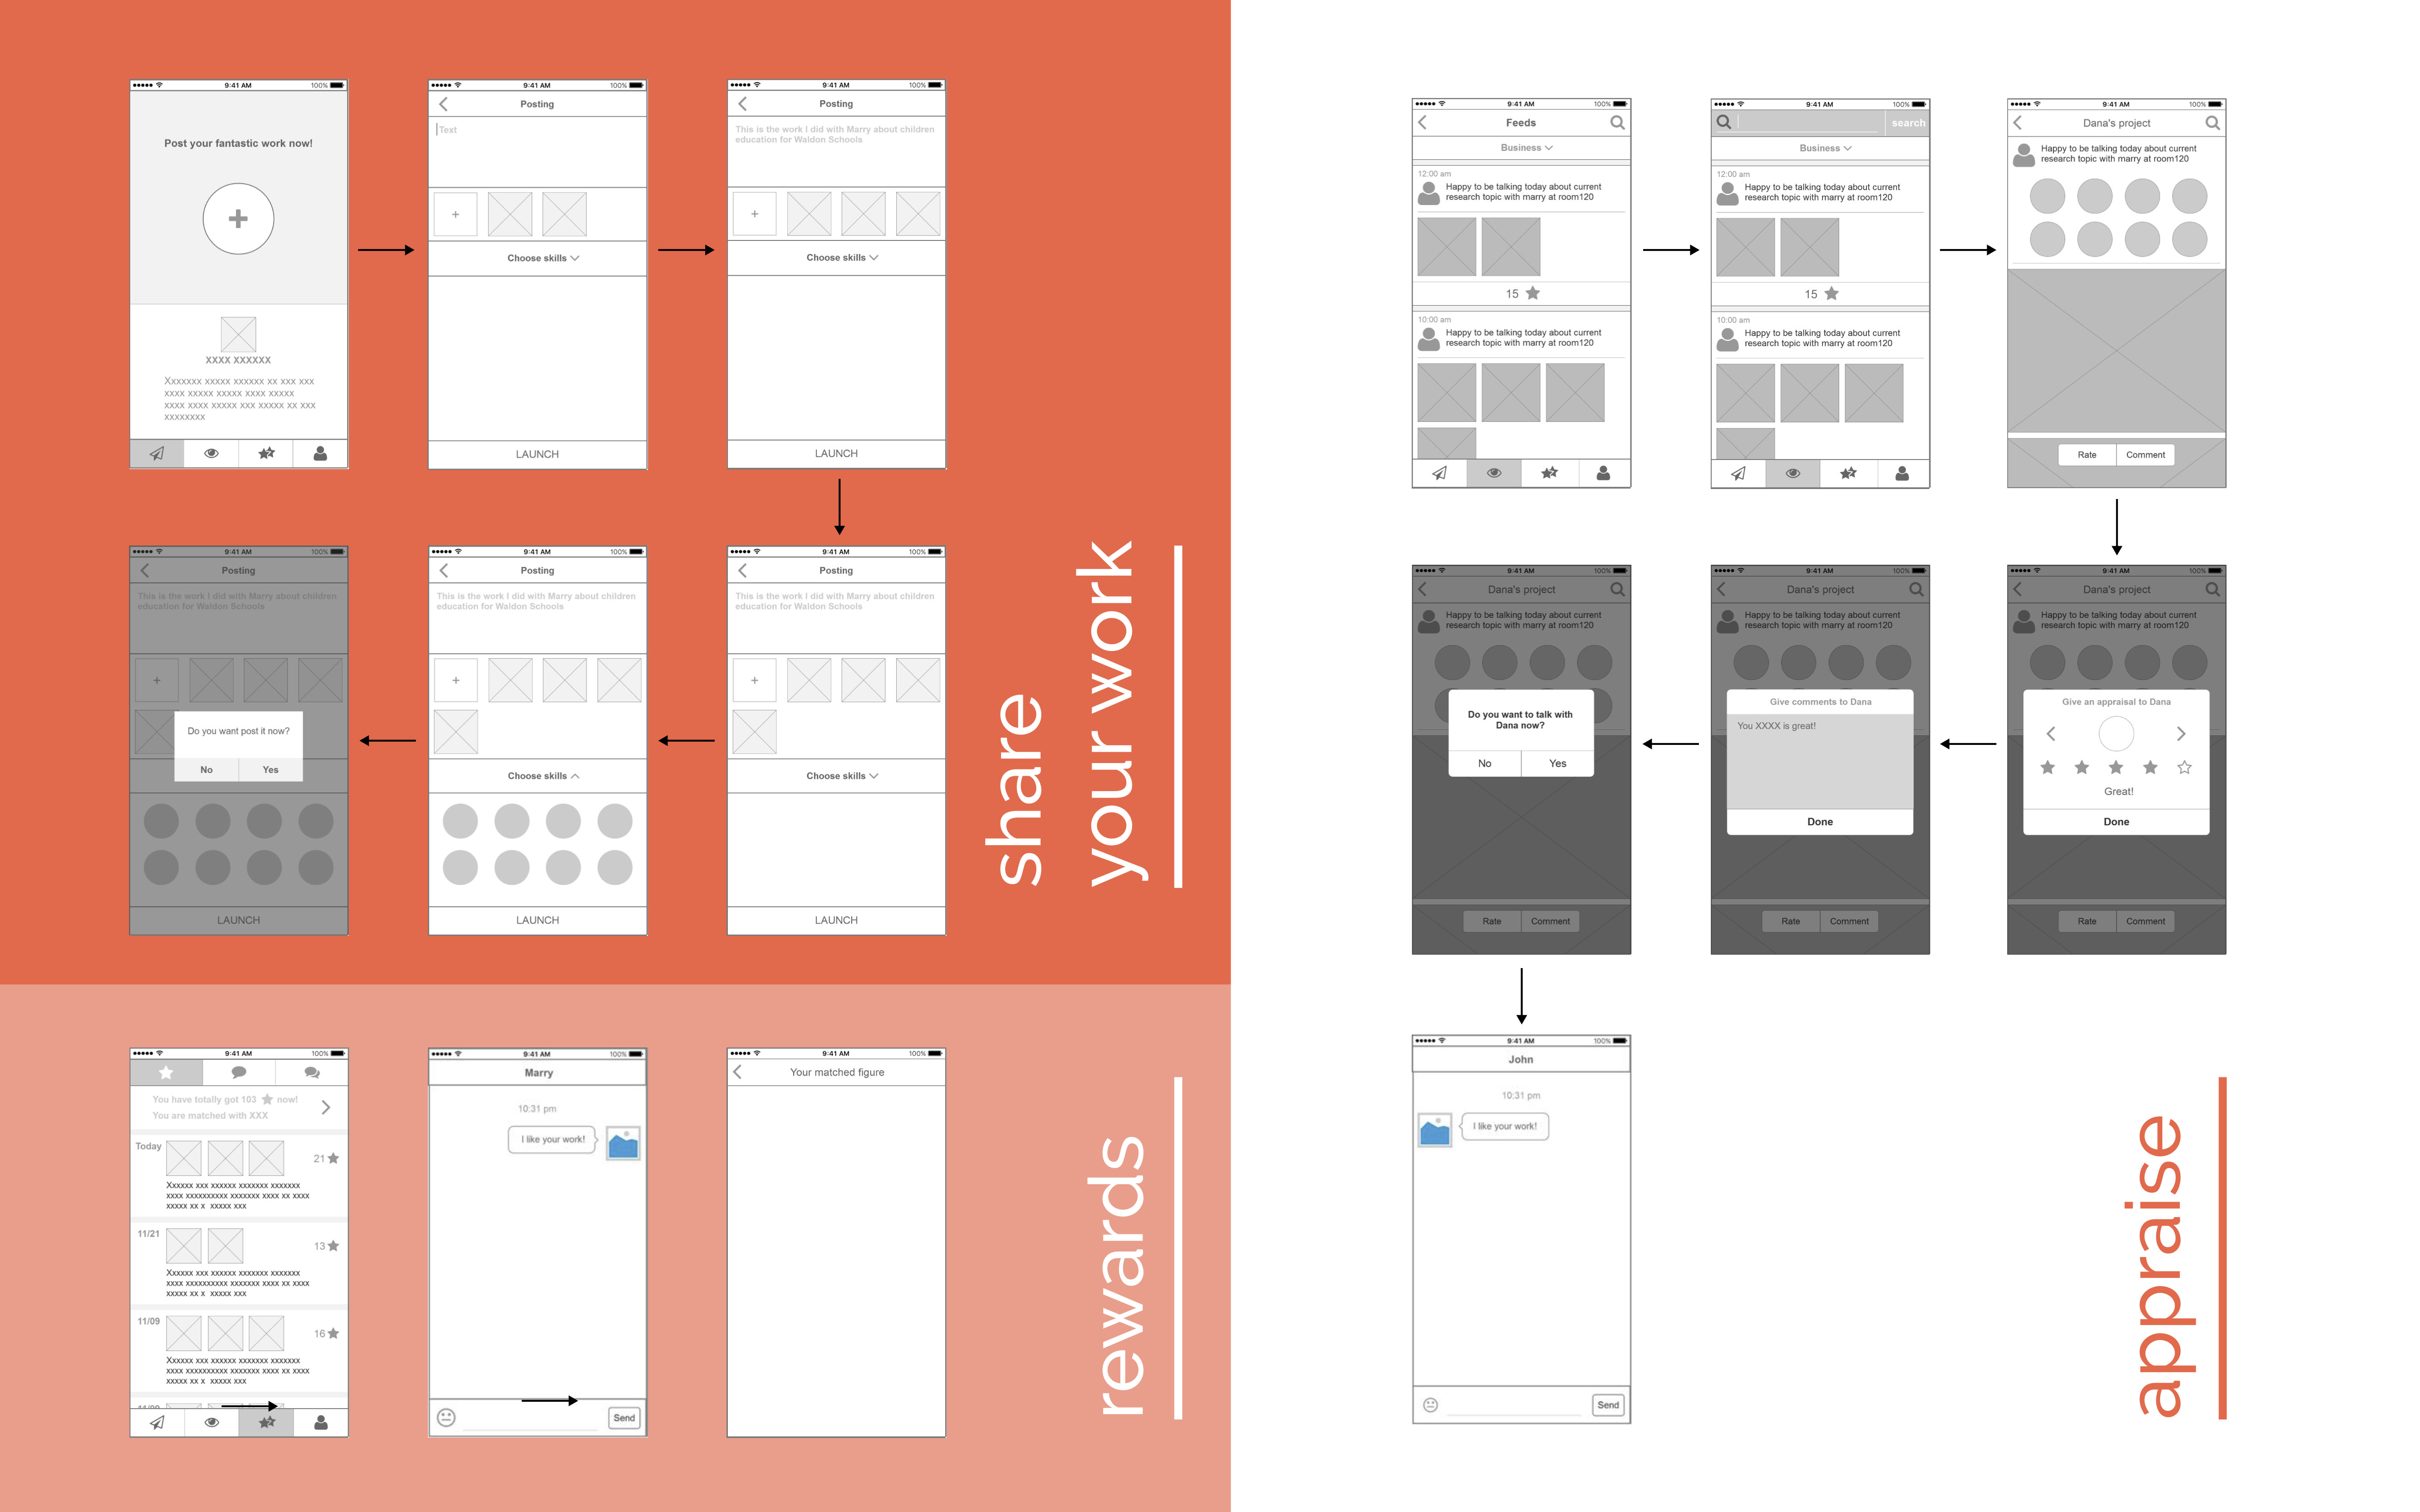 9:41 AM
100%
Post your fantastic work now!
XXXX XXXXXX
Xxxxxxx xxxxx xxxxxx xx xxx xxx
xxxx xxxxx xxxxx xxxx xxxxx
xxxx xxxx xxxxx xxx xxxxx xx xxx
xxxxxxxx
9:41 AM
100%
Posting
Text
Choose skills
LAUNCH
9:41 AM
100%
Posting
This is the work I did with Marry about children
education for Waldon Schools
Choose skills
LAUNCH
9:41 AM
100%
Posting
This is the work I did with Marry about children
education for Waldon Schools
Do you want post it now?
No
Yes
LAUNCH
9:41 AM
100%
Posting
This is the work I did with Marry about children
education for Waldon Schools
Choose skills
LAUNCH
9:41 AM
100%
Posting
This is the work I did with Marry about children
education for Waldon Schools
Choose skills
LAUNCH
share
your work
9:41 AM
100%
You have totally got 103 now!
You are matched with XXX
Today
21
Xxxxxx xxx xxxxxx xxxxxxx xxxxxxx
xxxx xxxxxxxxxx xxxxxxx xxxx xx xxxx
xxxxx xx x xxxxx xxx
11/21
13
Xxxxxx xxx xxxxxx xxxxxxx xxxxxxx
xxxx xxxxxxxxxx xxxxxxx xxxx xx xxxx
xxxxx xx x xxxxx xxx
11/09
16
Xxxxxx xxx xxxxxx xxxxxxx xxxxxxx
xxxx xxxxxxxxxx xxxxxxx xxxx xx xxxx
xxxxx xx x xxxxx xxx
9:41 AM
100%
Marry
10:31 pm
I like your work!
Send
9:41 AM
100%
Your matched figure
rewards
9:41 AM
100%
Feeds
Business
12:00 am
Happy to be talking today about current
research topic with marry at room120
15
10:00 am
Happy to be talking today about current
research topic with marry at room120
9:41 AM
100%
search
Business
12:00 am
Happy to be talking today about current
research topic with marry at room120
15
10:00 am
Happy to be talking today about current
research topic with marry at room120
9:41 AM
100%
Dana's project
Happy to be talking today about current
research topic with marry at room120
Rate
Comment
9:41 AM
100%
Dana's project
Happy to be talking today about current
research topic with marry at room120
Do you want to talk with
Dana now?
No
Yes
Rate
Comment
9:41 AM
100%
Dana's project
Happy to be talking today about current
research topic with marry at room120
Give comments to Dana
You XXXX is great!
Done
Rate
Comment
9:41 AM
100%
Dana's project
Happy to be talking today about current
research topic with marry at room120
Give an appraisal to Dana
Great!
Done
Rate
Comment
9:41 AM
100%
John
10:31 pm
I like your work!
Send
appraise